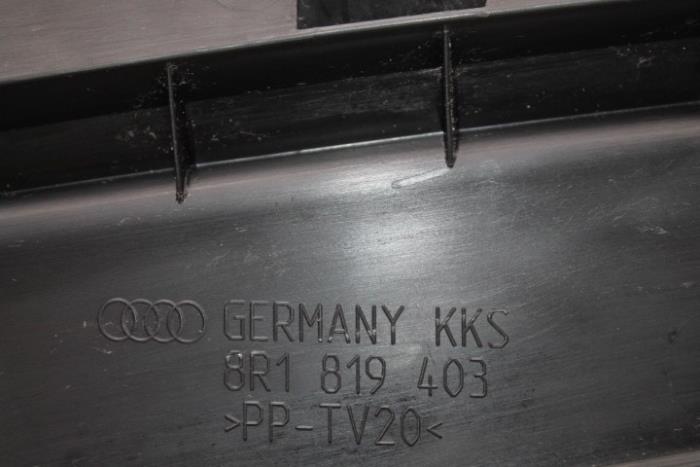 GERMANY KKS
8R1 819 403
>PP-TV20<